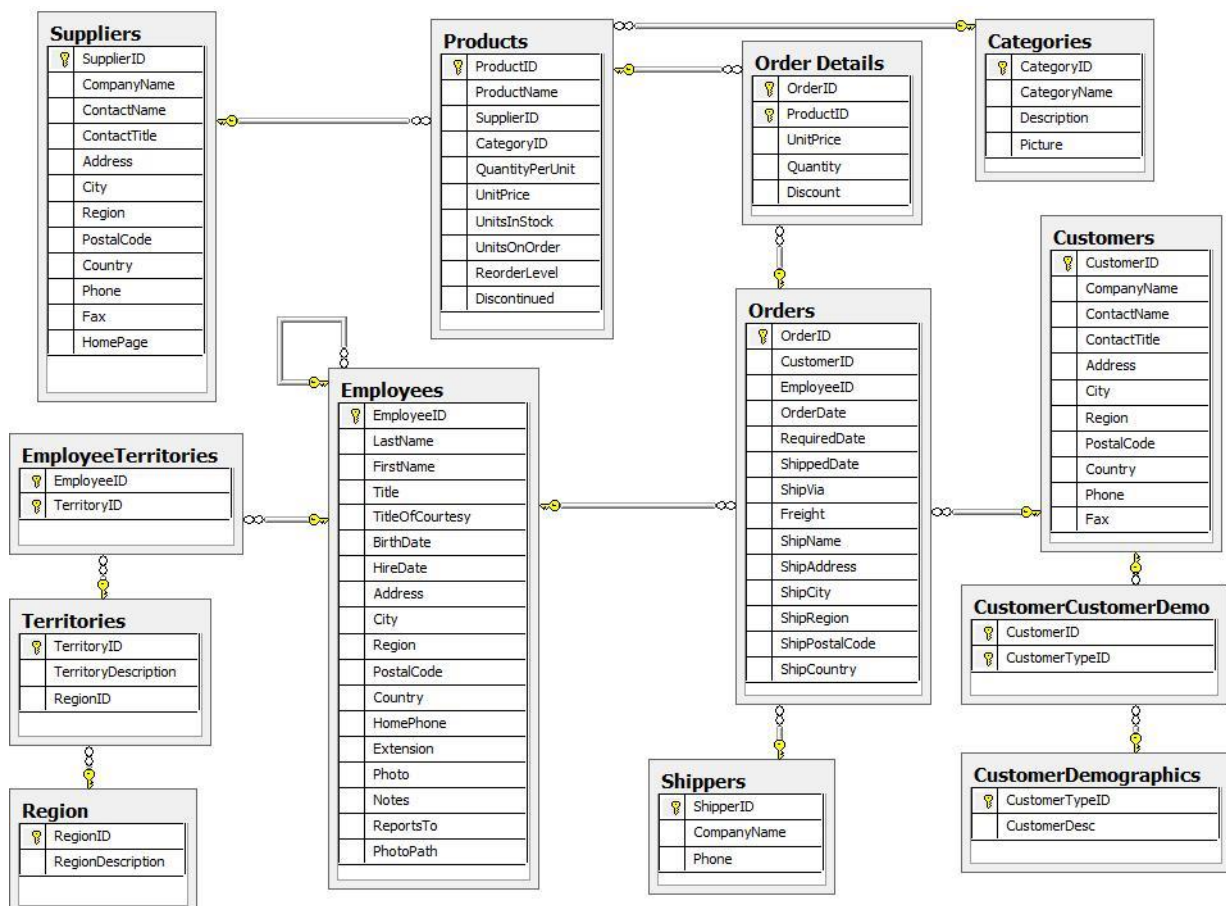 Suppliers
SupplierID
CompanyName
ContactName
ContactTitle
Address
City
Region
PostalCode
Country
Phone
Fax
HomePage
Products
ProductID
ProductName
SupplierID
CategoryID
QuantityPerUnit
UnitPrice
UnitsInStock
UnitsOnOrder
ReorderLevel
Discontinued
Order Details
OrderID
ProductID
UnitPrice
Quantity
Discount
Categories
CategoryID
CategoryName
Description
Picture
Customers
CustomerID
CompanyName
ContactName
ContactTitle
Address
City
Region
PostalCode
Country
Phone
Fax
Orders
OrderID
CustomerID
EmployeeID
OrderDate
RequiredDate
ShippedDate
ShipVia
Freight
ShipName
ShipAddress
ShipCity
ShipRegion
ShipPostalCode
ShipCountry
Employees
EmployeeID
LastName
FirstName
Title
TitleOfCourtesy
BirthDate
HireDate
Address
City
Region
PostalCode
Country
HomePhone
Extension
Photo
Notes
ReportsTo
PhotoPath
EmployeeTerritories
EmployeeID
TerritoryID
Territories
TerritoryID
TerritoryDescription
RegionID
Region
RegionID
RegionDescription
Shippers
ShipperID
CompanyName
Phone
CustomerCustomerDemo
CustomerID
CustomerTypeID
CustomerDemographics
CustomerTypeID
CustomerDesc